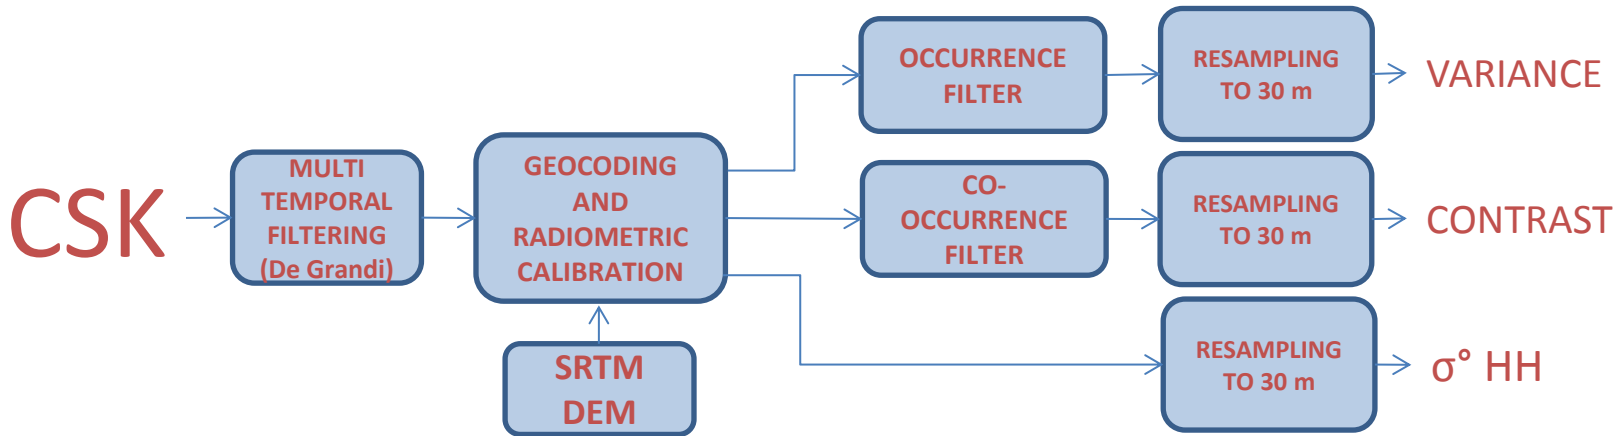 CSK
MULTI
TEMPORAL
FILTERING
(De Grandi)
GEOCODING
AND
RADIOMETRIC
CALIBRATION
SRTM
DEM
OCCURRENCE
FILTER
RESAMPLING
TO 30 m
VARIANCE
CO-
OCCURRENCE
FILTER
RESAMPLING
TO 30 m
CONTRAST
RESAMPLING
TO 30 m
σ° HH